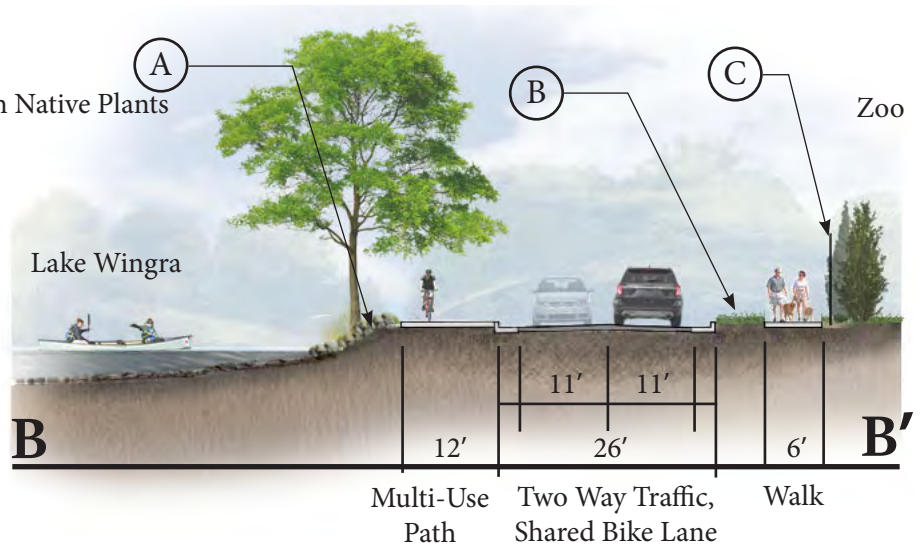 A
B
C
n Native Plants
Zoo
Lake Wingra
11′ 11′
B 12′ 26′ 6′ B′
Multi-Use Path
Two Way Traffic,
Shared Bike Lane
Walk